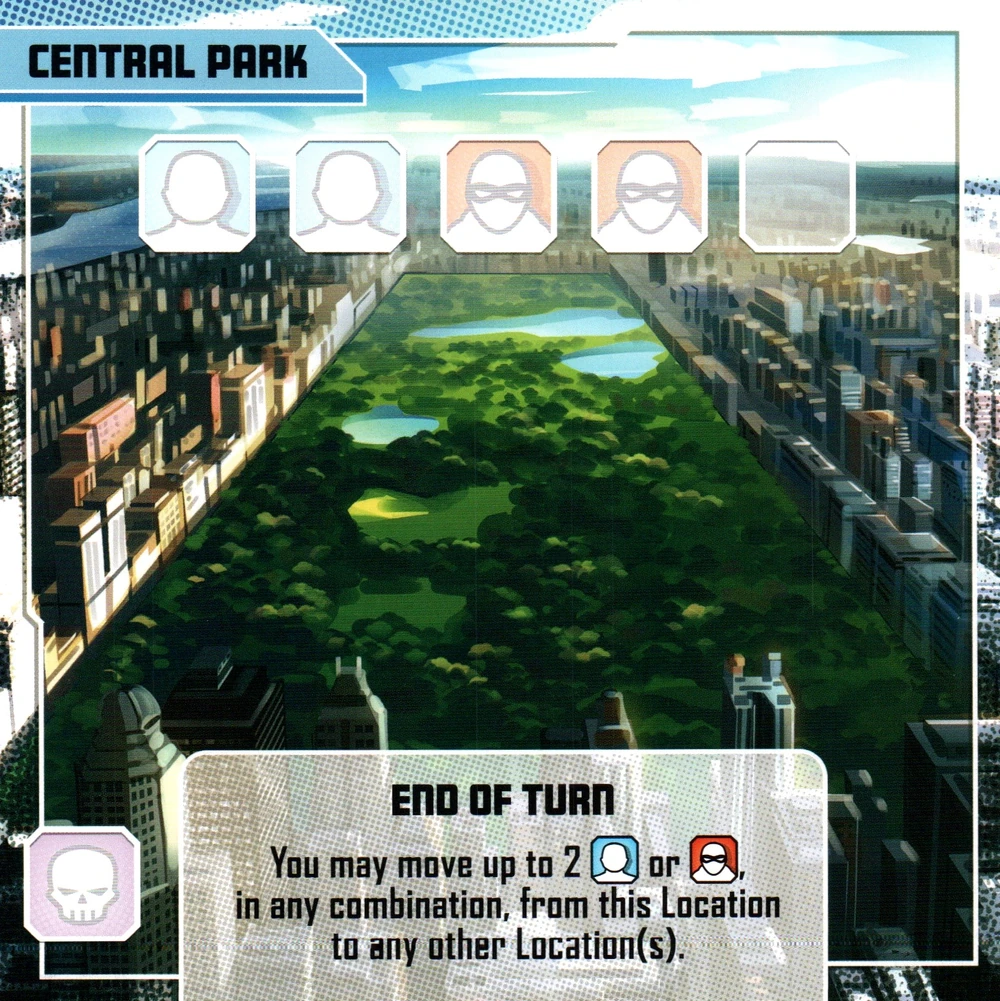 CENTRAL PARK
END OF TURN
You may move up to 2 or ,
in any combination, from this Location
to any other Location(s).